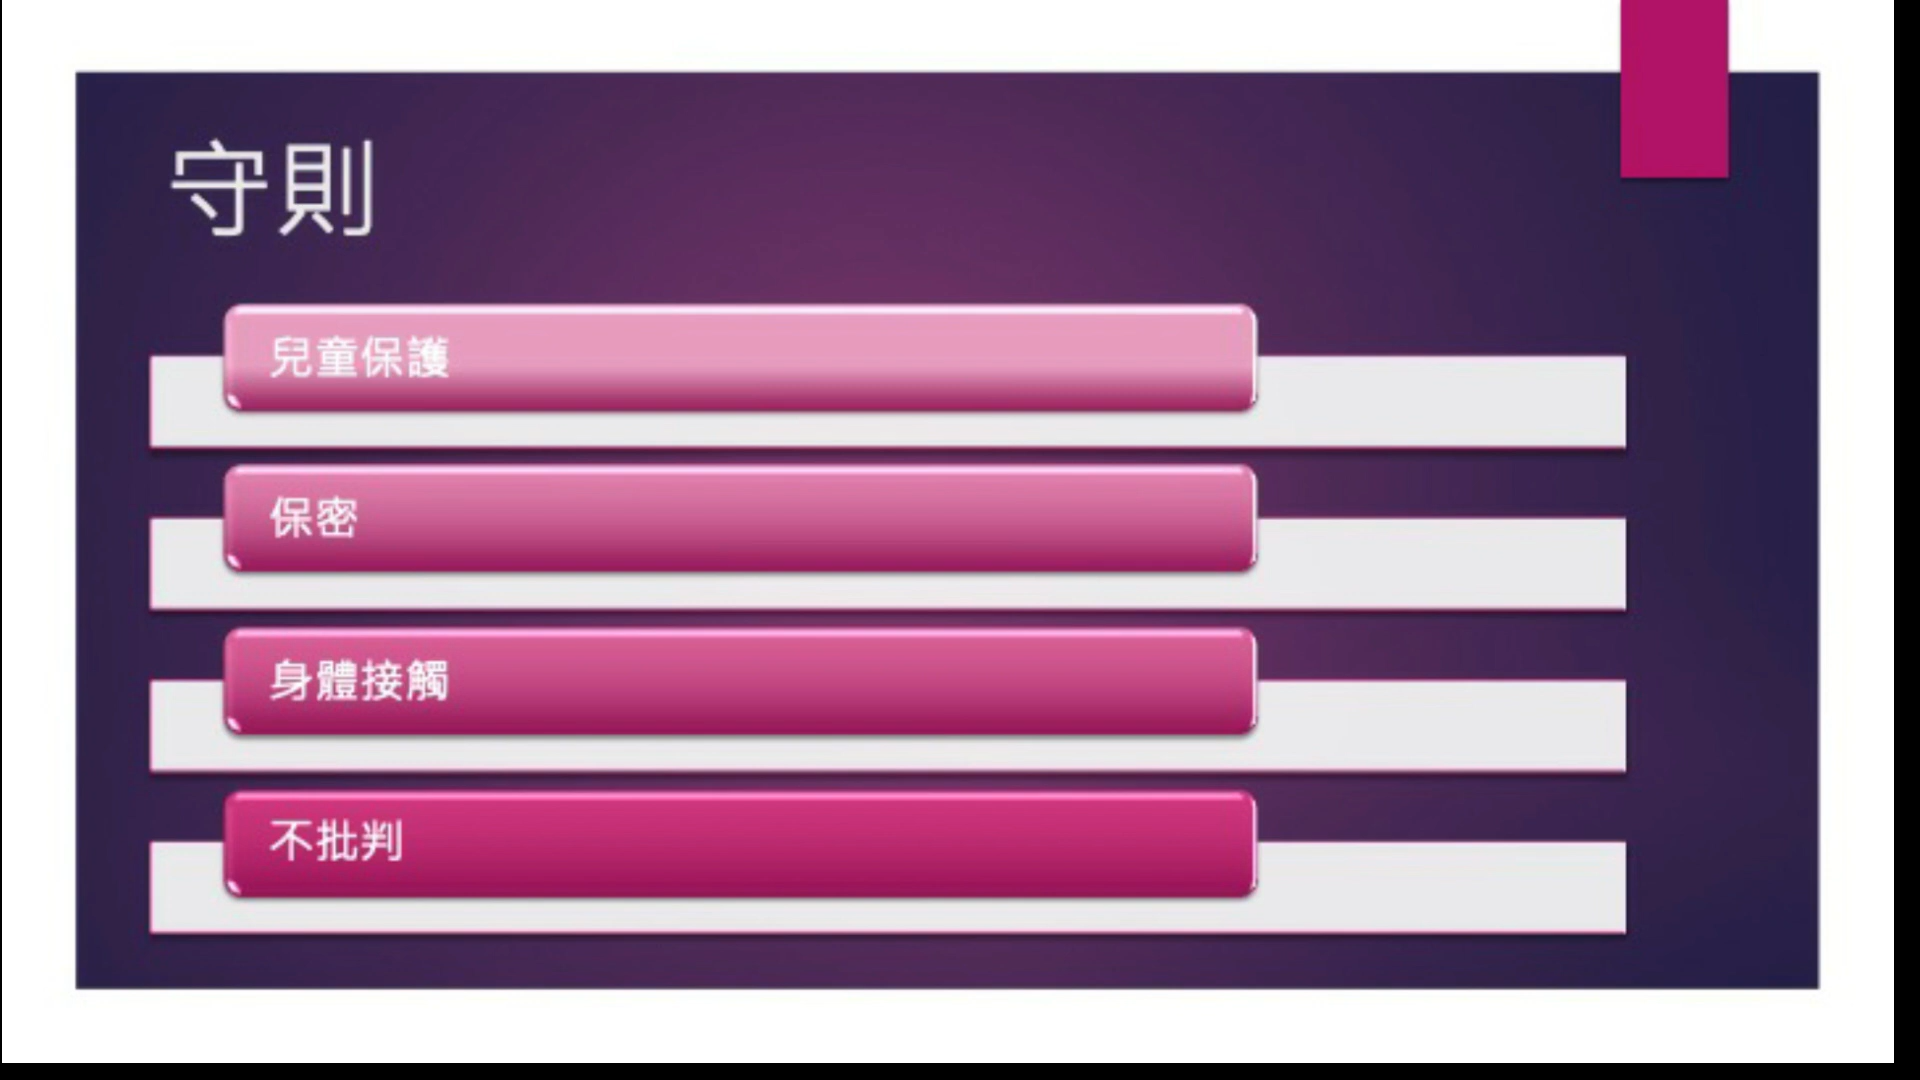 守則
兒童保護
保密
身體接觸
不批判